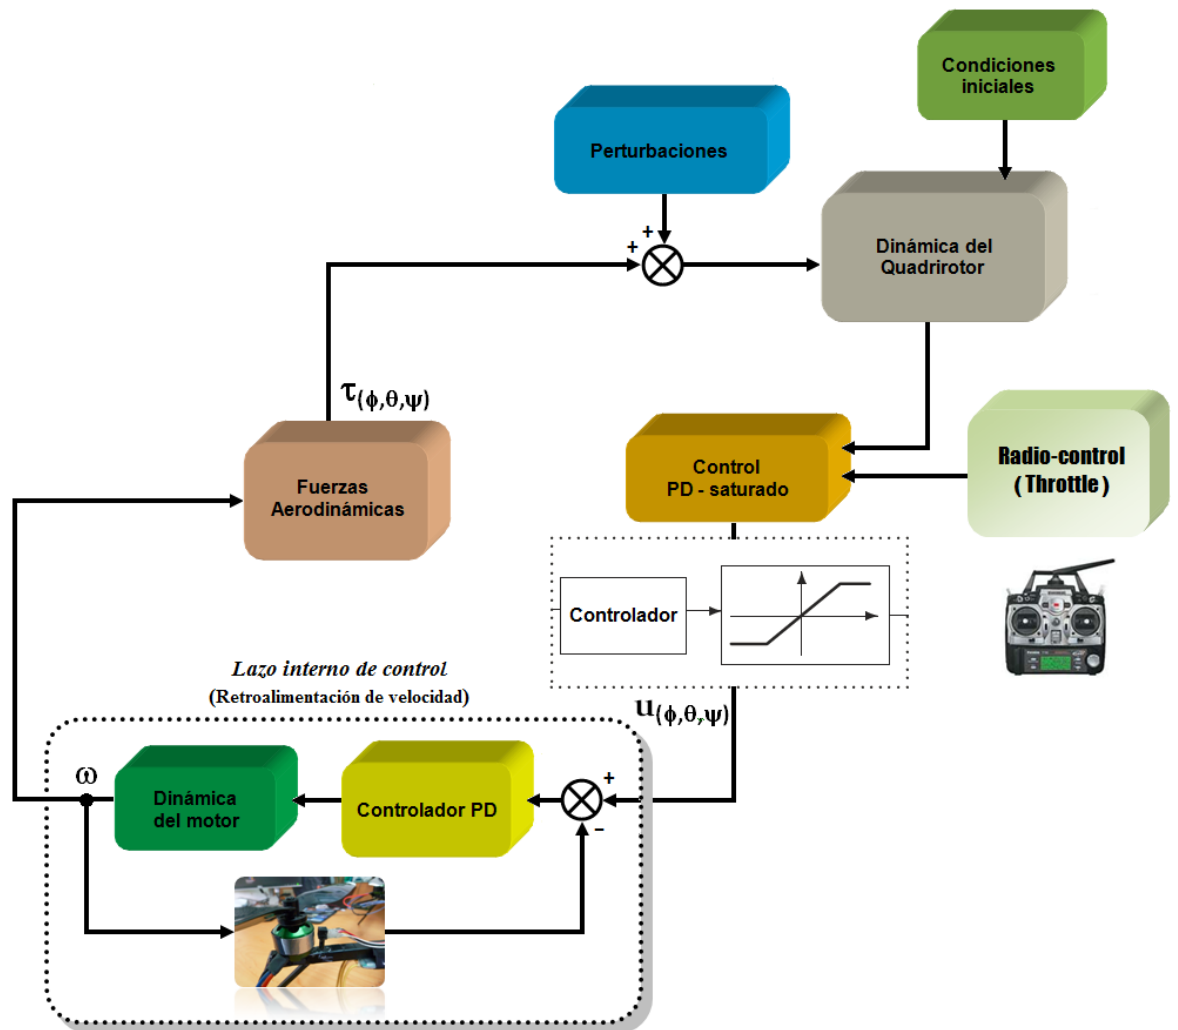 Condiciones
iniciales
Perturbaciones
+
+
Dinámica del
Quadrirotor
τ(ϕ,θ,ψ)
Fuerzas
Aerodinámicas
Control
PD - saturado
Radio-control
( Throttle )
Controlador
Lazo interno de control
(Retroalimentación de velocidad)
u(ϕ,θ,ψ)
ω
Dinámica
del motor
Controlador PD
+
−